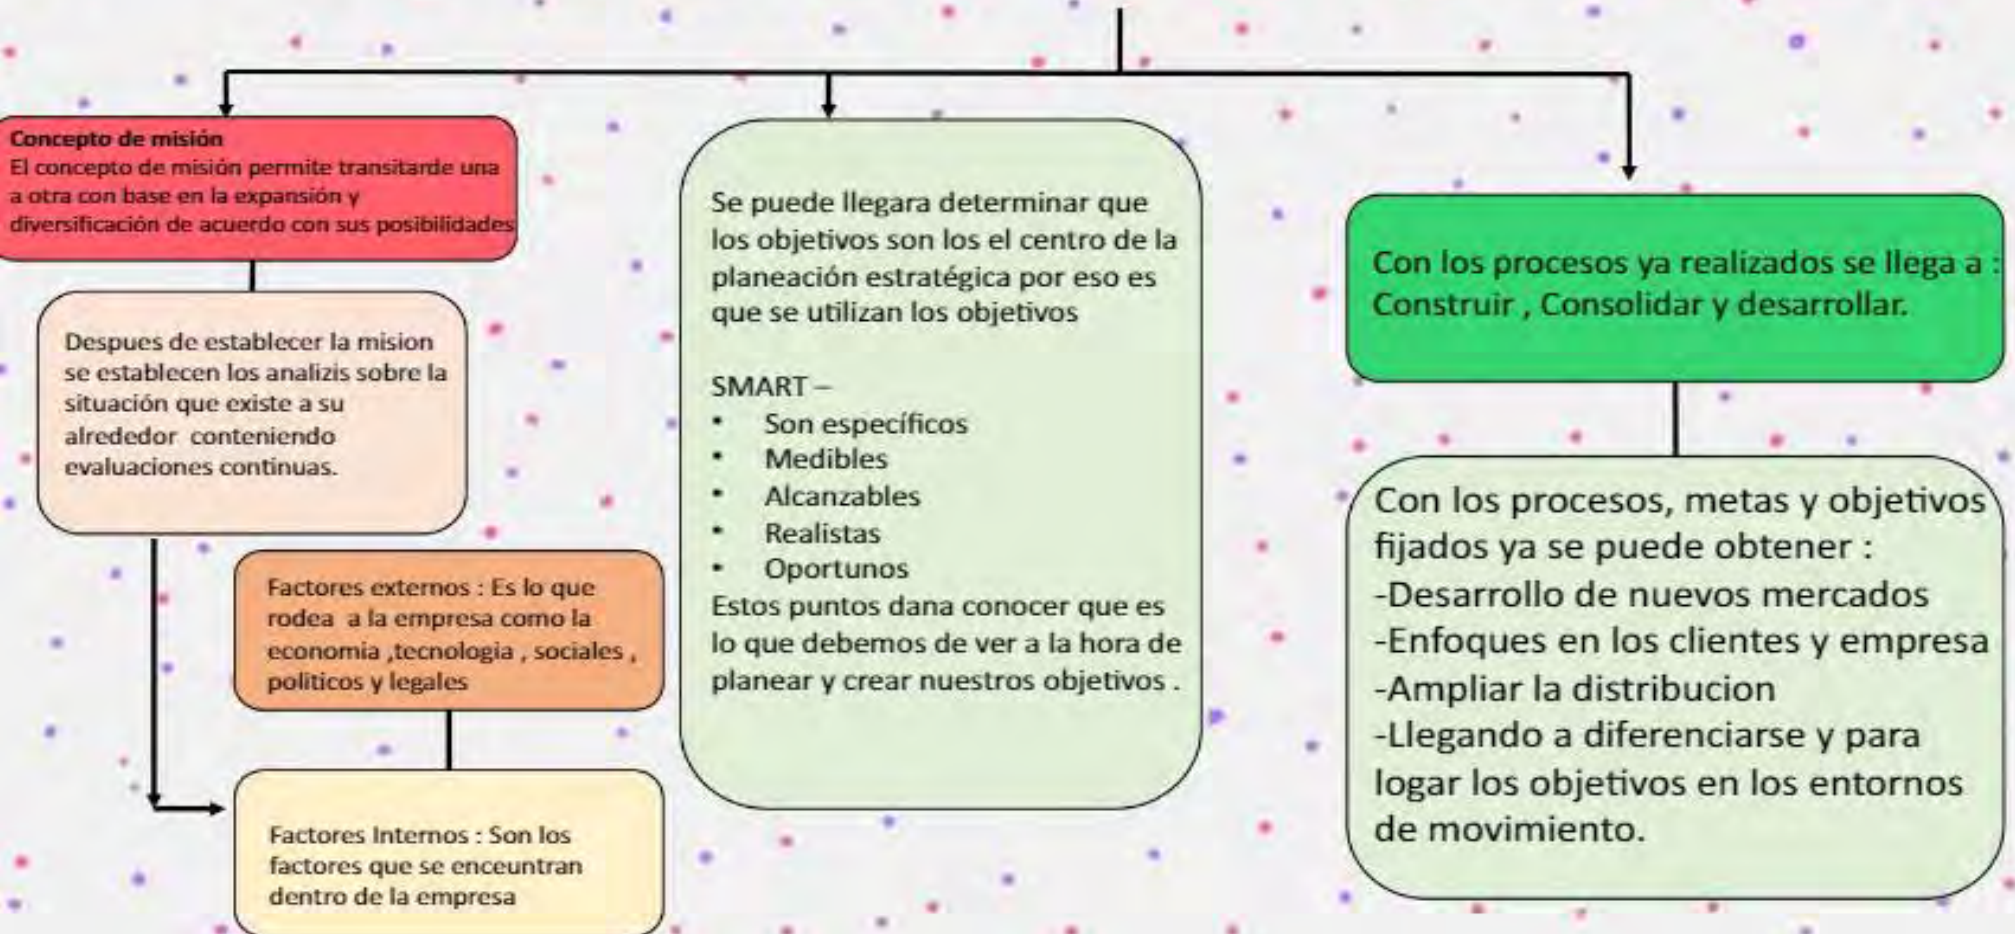 Concepto de misión
El concepto de misión permite transitarde una
a otra con base en la expansión y
diversificación de acuerdo con sus posibilidades
Despues de establecer la mision
se establecen los analizis sobre la
situación que existe a su
alrededor conteniendo
evaluaciones continuas.
Factores externos : Es lo que
rodea a la empresa como la
economia ,tecnologia , sociales ,
politicos y legales
Factores Internos : Son los
factores que se enceuntran
dentro de la empresa
Se puede llegara determinar que
los objetivos son los el centro de la
planeación estratégica por eso es
que se utilizan los objetivos
SMART –
• Son específicos
• Medibles
• Alcanzables
• Realistas
• Oportunos
Estos puntos dana conocer que es
lo que debemos de ver a la hora de
planear y crear nuestros objetivos .
Con los procesos ya realizados se llega a :
Construir , Consolidar y desarrollar.
Con los procesos, metas y objetivos
fijados ya se puede obtener :
-Desarrollo de nuevos mercados
-Enfoques en los clientes y empresa
-Ampliar la distribucion
-Llegando a diferenciarse y para
logar los objetivos en los entornos
de movimiento.